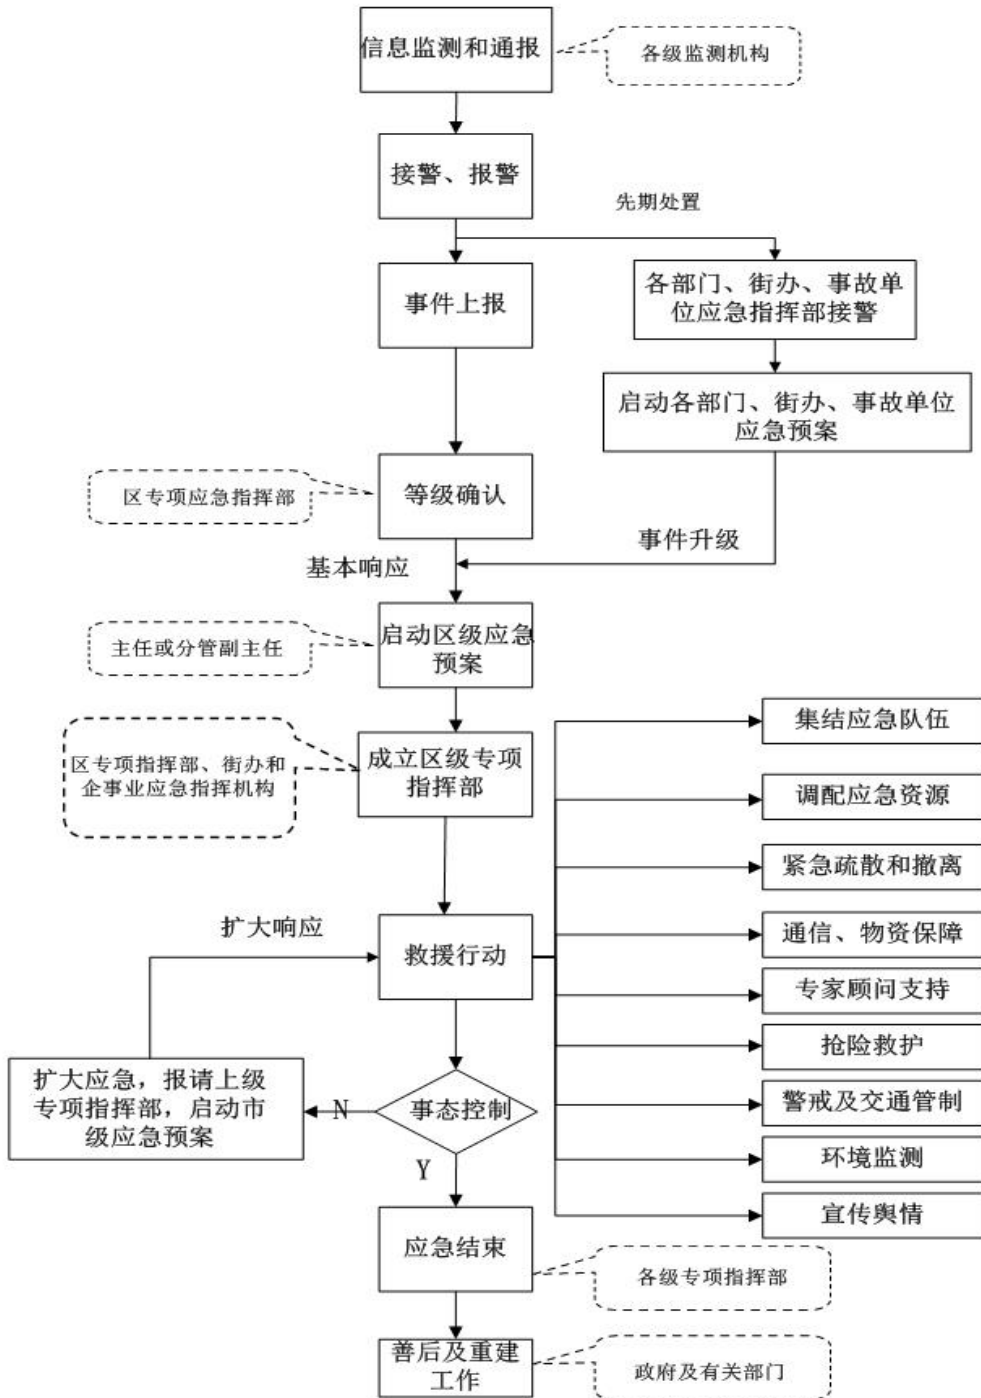 信息监测和通报
各级监测机构
接警、报警
先期处置
事件上报
各部门、街办、事故单
位应急指挥部接警
启动各部门、街办、事故单位
应急预案
区专项应急指挥部
等级确认
事件升级
基本响应
主任或分管副主任
启动区级应急
预案
集结应急队伍
区专项指挥部、街办和
企事业应急指挥机构
成立区级专项
指挥部
调配应急资源
紧急疏散和撤离
扩大响应
救援行动
通信、物资保障
专家顾问支持
抢险救护
扩大应急，报请上级
专项指挥部，启动市
级应急预案
N
事态控制
警戒及交通管制
环境监测
Y
宣传舆情
应急结束
各级专项指挥部
善后及重建
工作
政府及有关部门